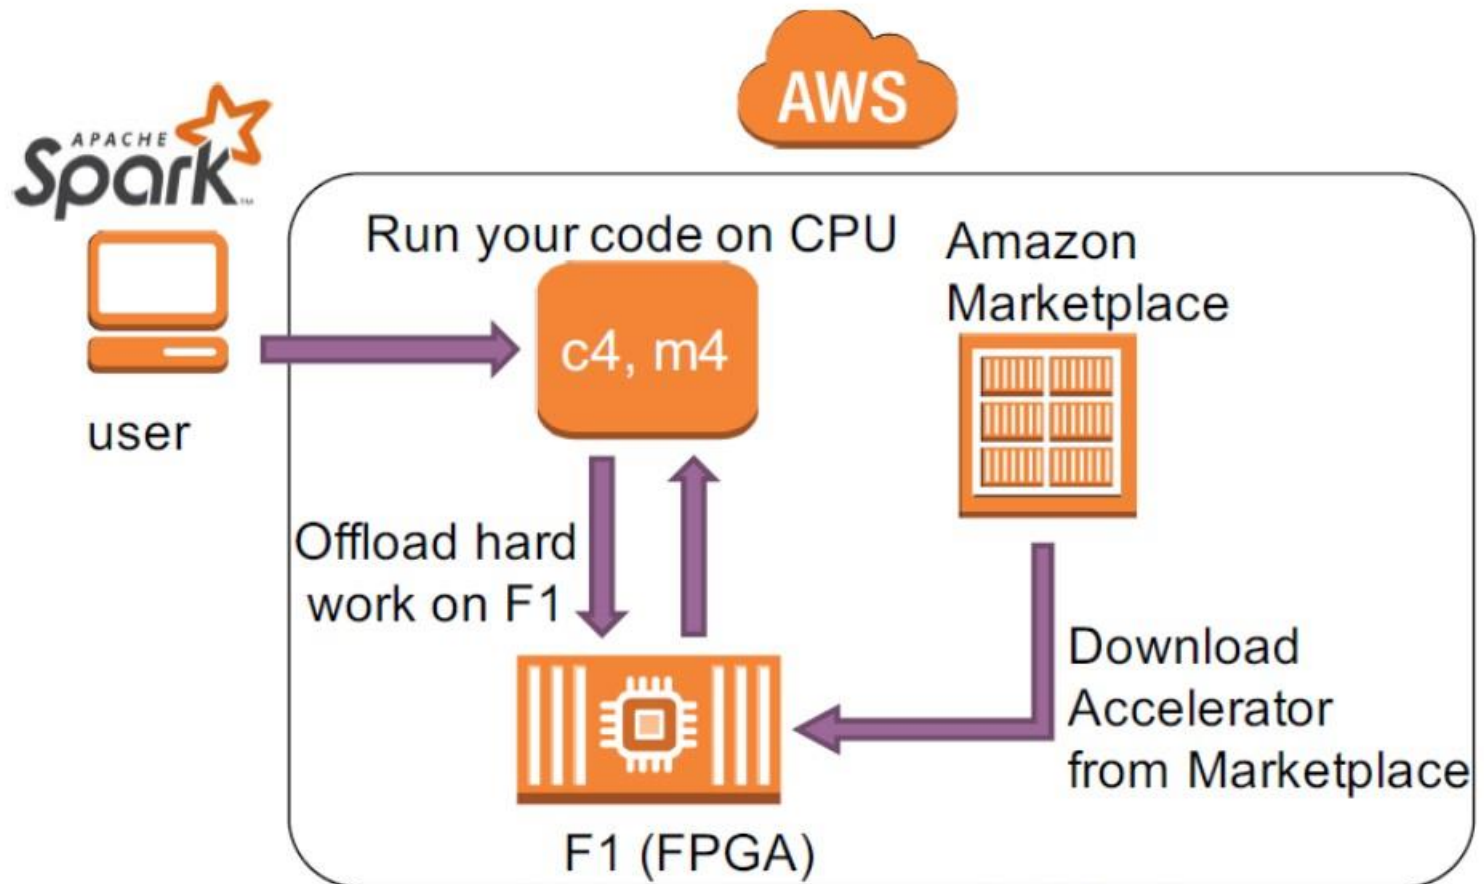 AWS
APACHE
Spark™
Run your code on CPU
Amazon
Marketplace
c4, m4
user
Offload hard
work on F1
Download
Accelerator
from Marketplace
F1 (FPGA)